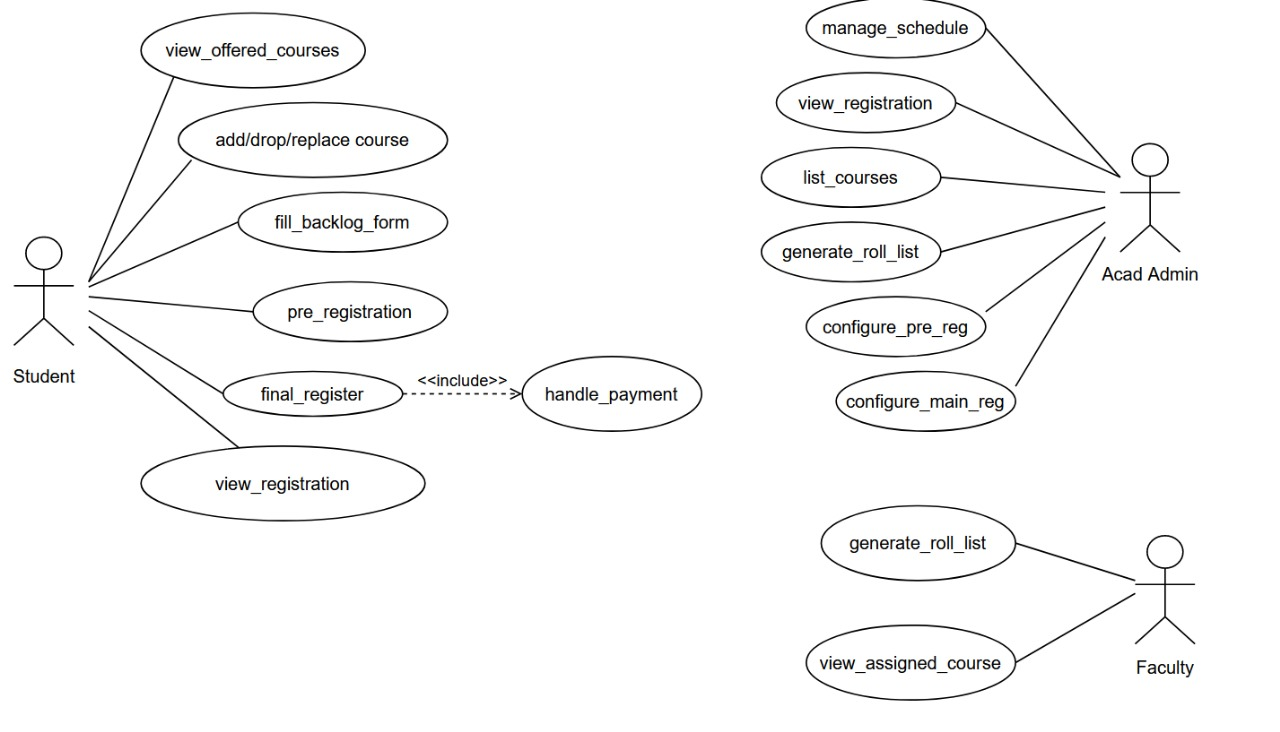 view_offered_courses
add/drop/replace course
fill_backlog_form
pre_registration
Student
final_register
<<include>>
handle_payment
view_registration
manage_schedule
view_registration
list_courses
generate_roll_list
Acad Admin
configure_pre_reg
configure_main_reg
generate_roll_list
view_assigned_course
Faculty